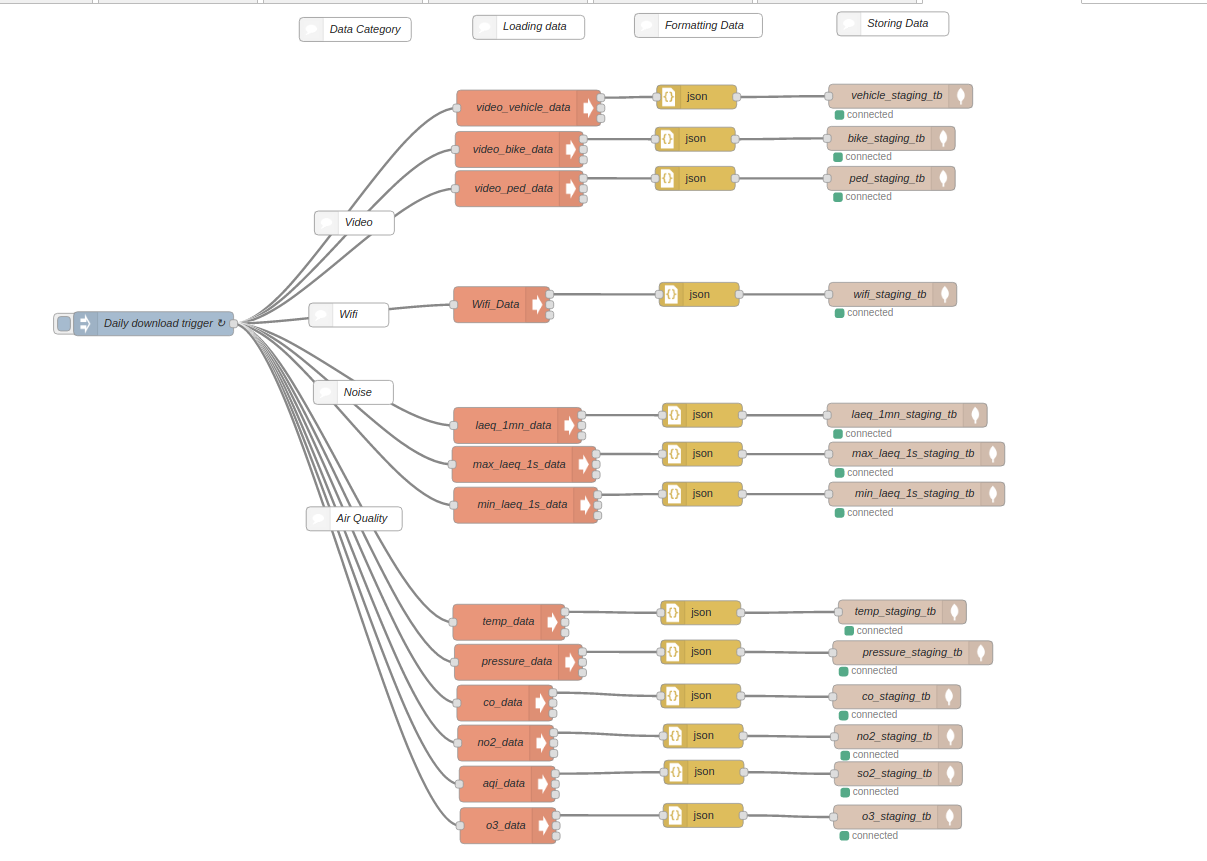 Data Category
Loading data
Formatting Data
Storing Data
video_vehicle_data
json
vehicle_staging_tb
connected
video_bike_data
json
bike_staging_tb
connected
video_ped_data
json
ped_staging_tb
connected
Video
Wifi_Data
json
wifi_staging_tb
connected
Wifi
Daily download trigger ↻
Noise
laeq_1mn_data
json
laeq_1mn_staging_tb
connected
max_laeq_1s_data
json
max_laeq_1s_staging_tb
connected
min_laeq_1s_data
json
min_laeq_1s_staging_tb
connected
Air Quality
temp_data
json
temp_staging_tb
connected
pressure_data
json
pressure_staging_tb
connected
co_data
json
co_staging_tb
connected
no2_data
json
no2_staging_tb
connected
aqi_data
json
so2_staging_tb
connected
o3_data
json
o3_staging_tb
connected